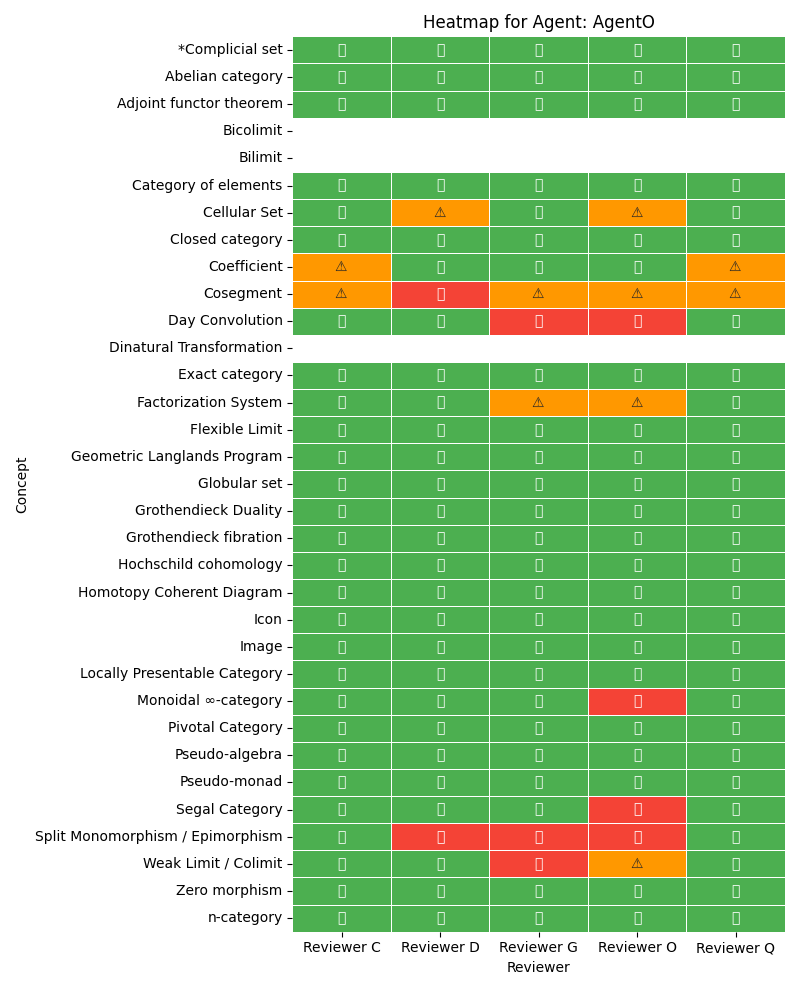 Heatmap for Agent: AgentO
*Complicial set
Abelian category
Adjoint functor theorem
Bicolimit
Bilimit
Category of elements
Cellular Set ⚠ ⚠
Closed category
Coefficient ⚠ ⚠
Cosegment ⚠ ⚠ ⚠ ⚠
Day Convolution
Dinatural Transformation
Exact category
Factorization System ⚠ ⚠
Flexible Limit
Geometric Langlands Program
Globular set
Grothendieck Duality
Grothendieck fibration
Hochschild cohomology
Homotopy Coherent Diagram
Icon
Image
Locally Presentable Category
Monoidal ∞-category
Pivotal Category
Pseudo-algebra
Pseudo-monad
Segal Category
Split Monomorphism / Epimorphism
Weak Limit / Colimit ⚠
Zero morphism
n-category
Concept
Reviewer C Reviewer D Reviewer G Reviewer O Reviewer Q
Reviewer